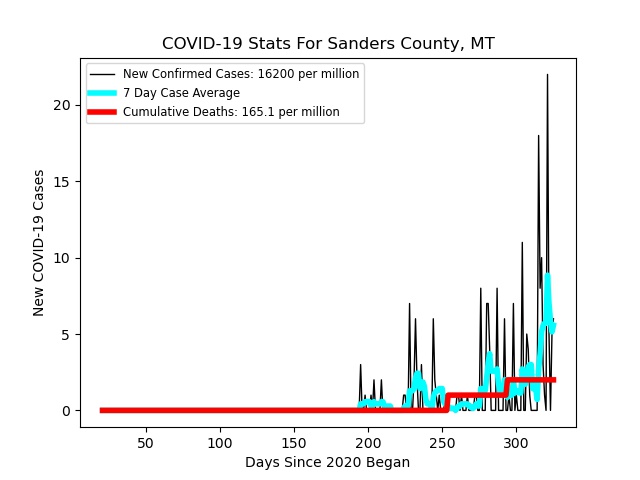 COVID-19 Stats For Sanders County, MT
New Confirmed Cases: 16200 per million
7 Day Case Average
Cumulative Deaths: 165.1 per million
New COVID-19 Cases
20
15
10
5
0
50 100 150 200 250 300
Days Since 2020 Began